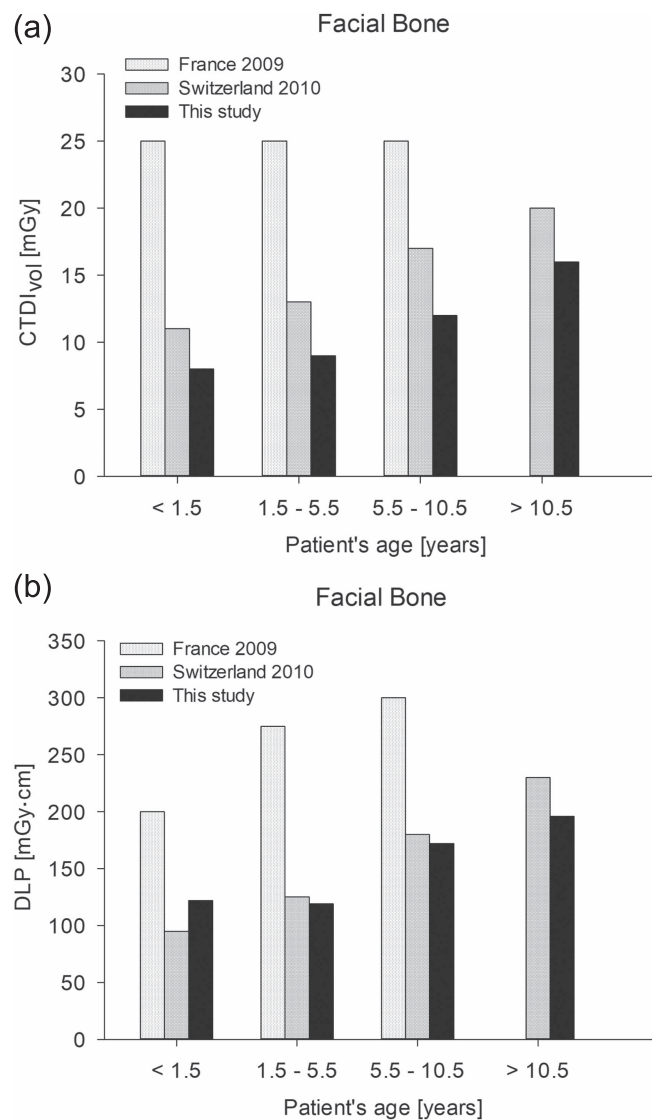 (a)
Facial Bone
30
25
20
15
10
5
0
CTDIvol [mGy]
France 2009
Switzerland 2010
This study
< 1.5 1.5 - 5.5 5.5 - 10.5 > 10.5
Patient's age [years]
(b)
Facial Bone
350
300
250
200
150
100
50
0
DLP [mGy·cm]
France 2009
Switzerland 2010
This study
< 1.5 1.5 - 5.5 5.5 - 10.5 > 10.5
Patient's age [years]